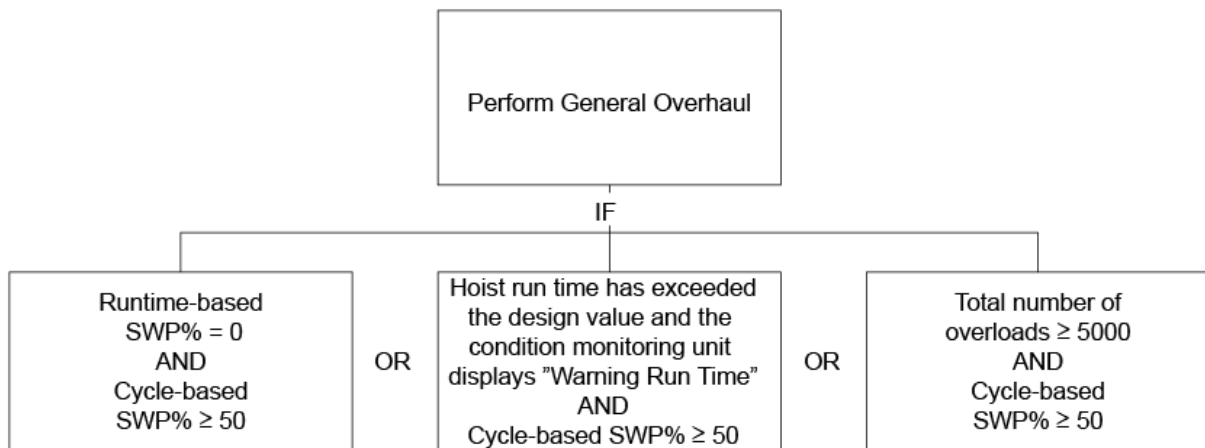 Perform General Overhaul
IF
Runtime-based
SWP% = 0
AND
Cycle-based
SWP% ≥ 50
OR
Hoist run time has exceeded
the design value and the
condition monitoring unit
displays ”Warning Run Time”
AND
Cycle-based SWP% ≥ 50
OR
Total number of
overloads ≥ 5000
AND
Cycle-based
SWP% ≥ 50